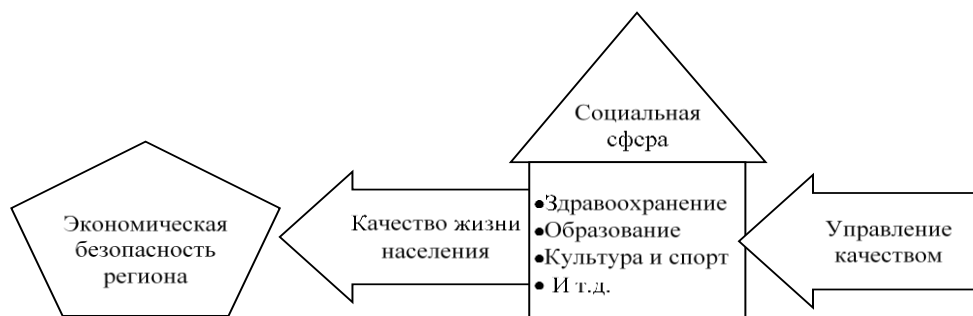 Экономическая
безопасность
региона
Качество жизни
населения
Социальная
сфера
•Здравоохранение
•Образование
•Культура и спорт
• И т.д.
Управление
качеством